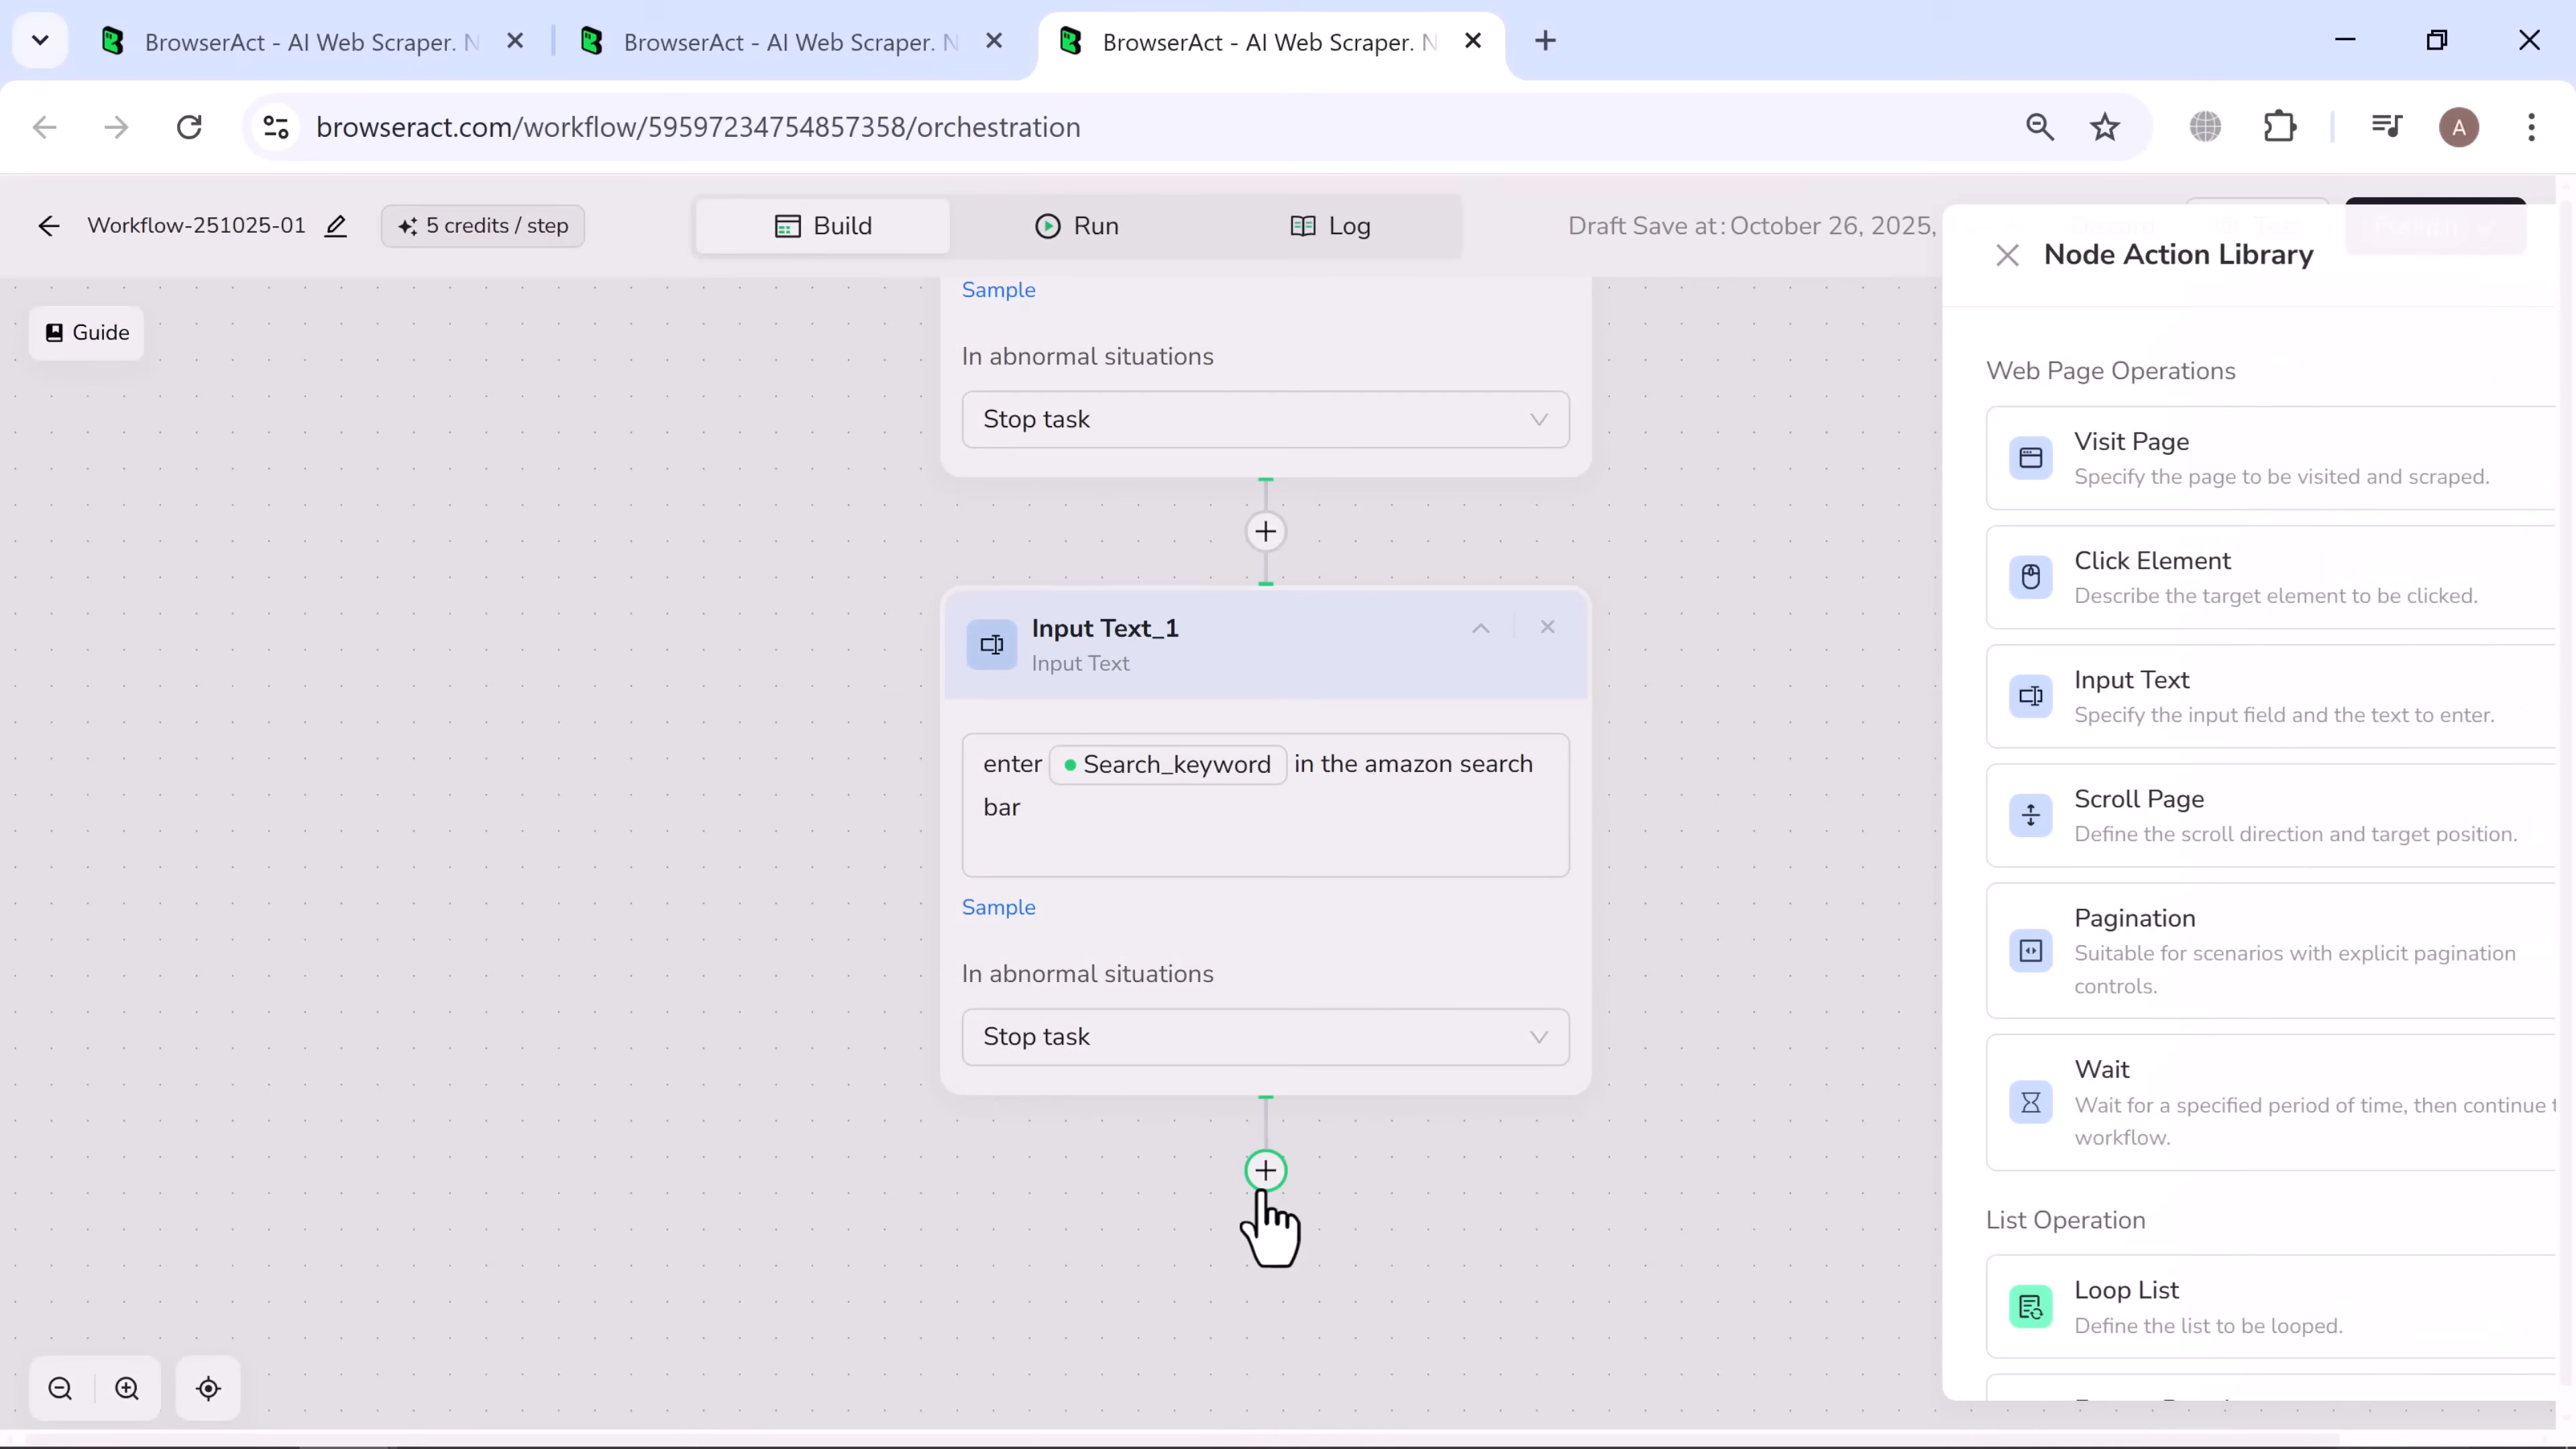 BrowserAct - AI Web Scraper. N
BrowserAct - AI Web Scraper. N
BrowserAct - AI Web Scraper. N
browseract.com/workflow/59597234754857358/orchestration
A
Workflow-251025-01
5 credits / step
Build
Run
Log
Draft Save at: October 26, 2025,
Guide
Sample
In abnormal situations
Stop task
Input Text_1
Input Text
enter Search_keyword in the amazon search
bar
Sample
In abnormal situations
Stop task
Node Action Library
Web Page Operations
Visit Page
Specify the page to be visited and scraped.
Click Element
Describe the target element to be clicked.
Input Text
Specify the input field and the text to enter.
Scroll Page
Define the scroll direction and target position.
Pagination
Suitable for scenarios with explicit pagination
controls.
Wait
Wait for a specified period of time, then continue t
workflow.
List Operation
Loop List
Define the list to be looped.